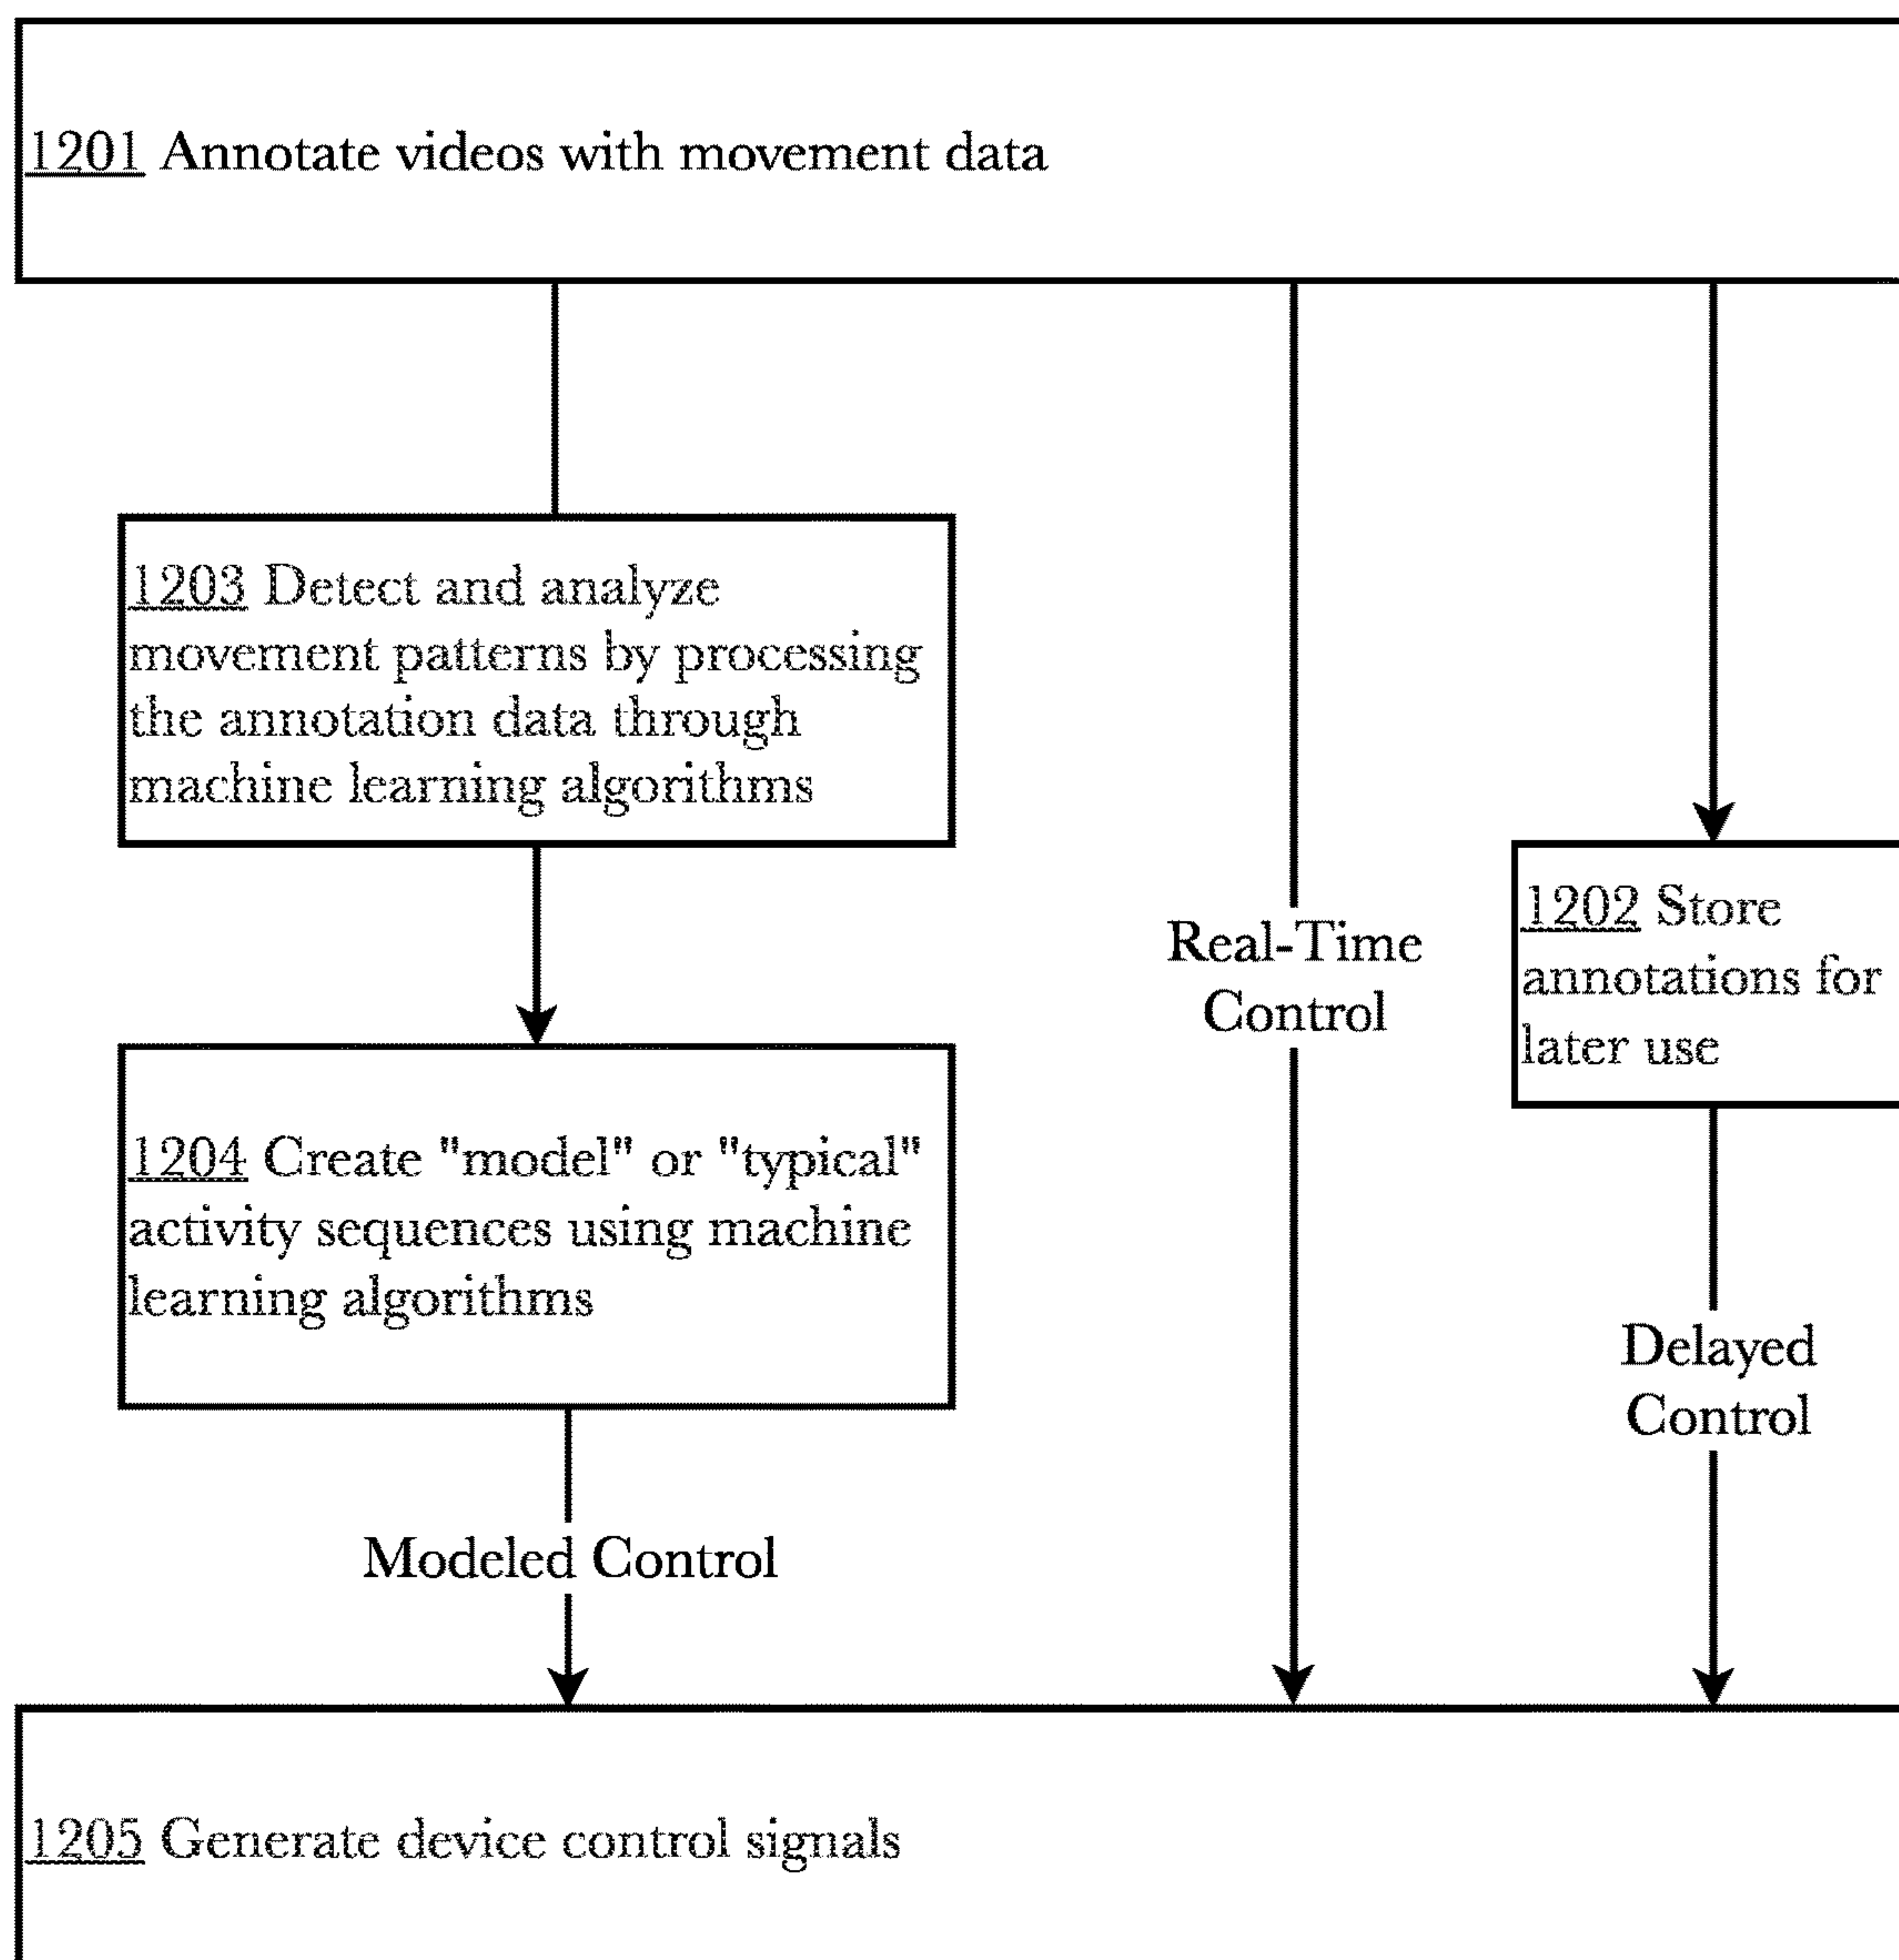 1201 Annotate videos with movement data
1203 Detect and analyze
movement patterns by processing
the annotation data through
machine learning algorithms
1204 Create "model" or "typical"
activity sequences using machine
learning algorithms
Modeled Control
Real-Time
Control
1202 Store
annotations for
later use
Delayed
Control
1205 Generate device control signals